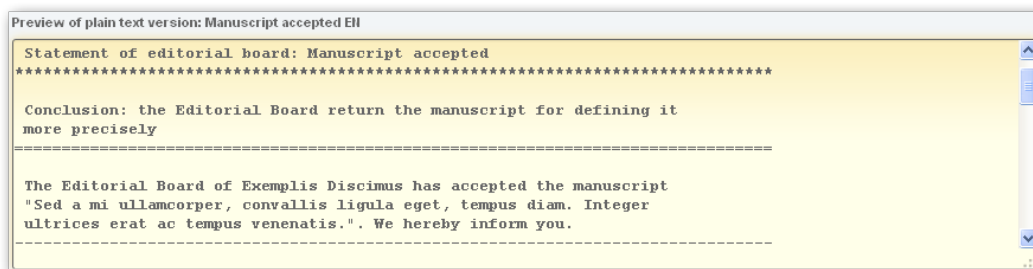 Preview of plain text version: Manuscript accepted EN
Statement of editorial board: Manuscript accepted
********************************************************************************
Conclusion: the Editorial Board return the manuscript for defining it
more precisely
================================================================================
The Editorial Board of Exemplis Discimus has accepted the manuscript
"Sed a mi ullamcorper, convallis ligula eget, tempus diam. Integer
ultrices erat ac tempus venenatis.". We hereby inform you.
--------------------------------------------------------------------------------